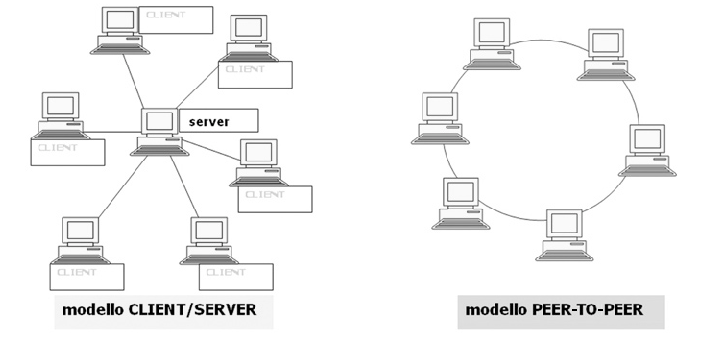 CLIENT
CLIENT
server
CLIENT
CLIENT
CLIENT
CLIENT
modello CLIENT/SERVER
modello PEER-TO-PEER